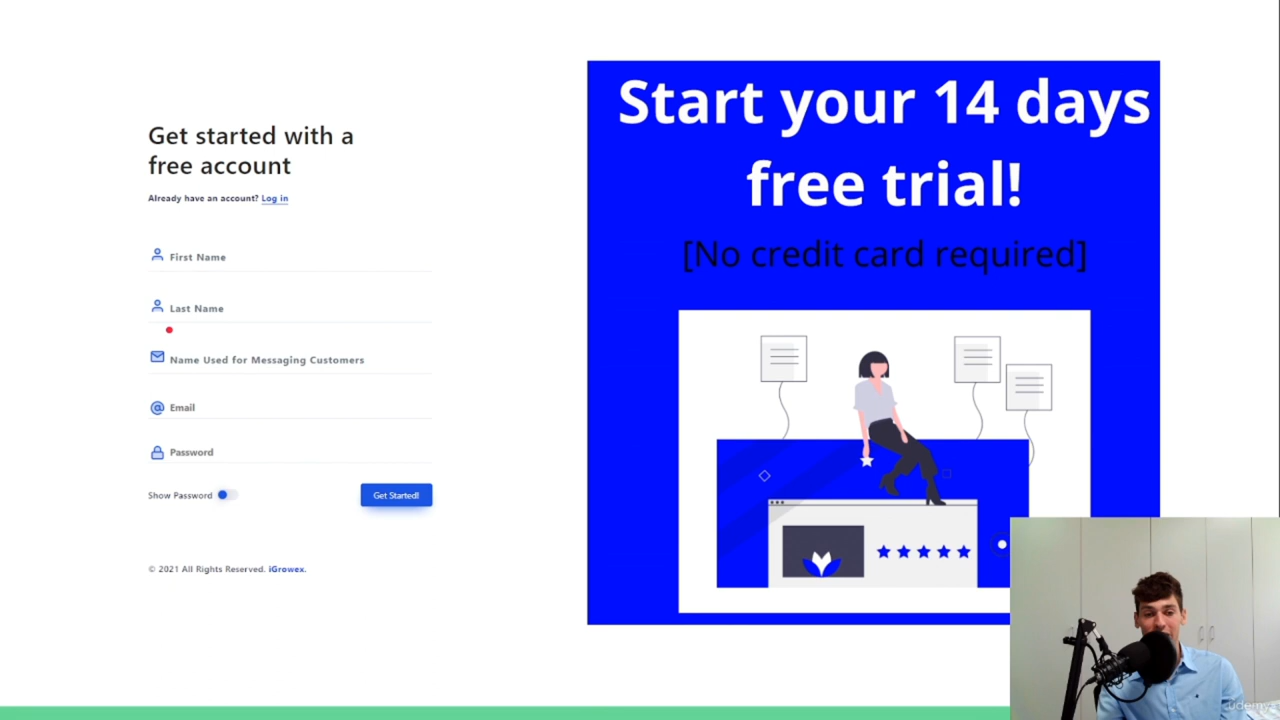 Get started with a
free account
Already have an account? Log in
First Name
Last Name
Name Used for Messaging Customers
Email
Password
Show Password
Get Started!
© 2021 All Rights Reserved. iGrowex.
Start your 14 days
free trial!
[No credit card required]
udemy